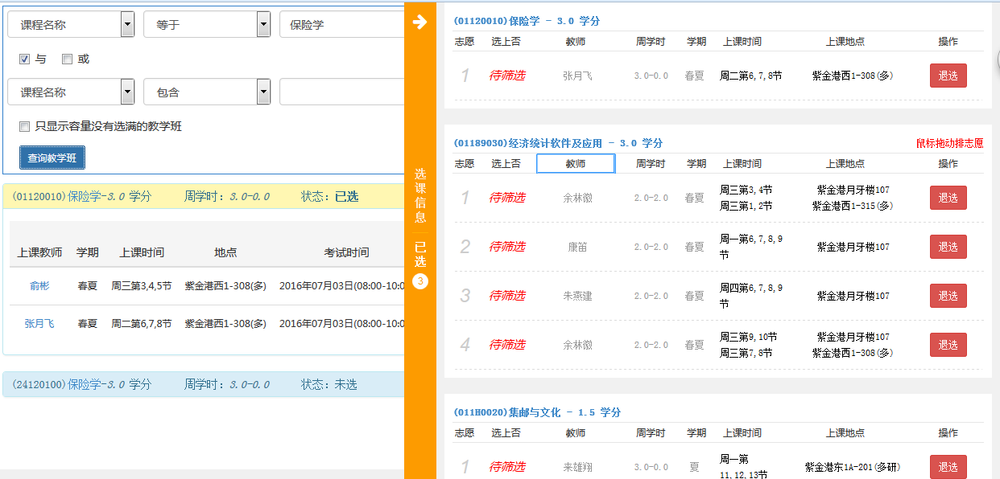 课程名称 等于 保险学
与 或
课程名称 包含
只显示容量没有选满的教学班
查询教学班
(01120010)保险学-3.0 学分 周学时：3.0-0.0 状态：已选
上课教师 学期 上课时间 地点 考试时间
俞彬 春夏 周三第3,4,5节 紫金港西1-308(多) 2016年07月03日(08:00-10:0
张月飞 春夏 周二第6,7,8节 紫金港西1-308(多) 2016年07月03日(08:00-10:0
(24120100)保险学-3.0 学分 周学时：3.0-0.0 状态：未选
选课信息
已选
3
(01120010)保险学 - 3.0 学分
志愿 选上否 教师 周学时 学期 上课时间 上课地点 操作
1 待筛选 张月飞 3.0-0.0 春夏 周二第6,7,8节 紫金港西1-308(多) 退选
(01189030)经济统计软件及应用 - 3.0 学分 鼠标拖动排志愿
志愿 选上否 教师 周学时 学期 上课时间 上课地点 操作
1 待筛选 余林徽 2.0-2.0 春夏 周三第3,4节 紫金港月牙楼107 退选
周三第1,2节 紫金港西1-315(多)
2 待筛选 康笛 2.0-2.0 春夏 周一第6,7,8,9 紫金港月牙楼107 退选
节
3 待筛选 朱燕建 2.0-2.0 春夏 周四第6,7,8,9 紫金港月牙楼107 退选
节
4 待筛选 余林徽 2.0-2.0 春夏 周三第9,10节 紫金港月牙楼107 退选
周三第7,8节 紫金港西1-308(多)
(011H0020)集邮与文化 - 1.5 学分
志愿 选上否 教师 周学时 学期 上课时间 上课地点 操作
1 待筛选 来雄翔 3.0-0.0 夏 周一第 紫金港东1A-201(多研) 退选
11,12,13节